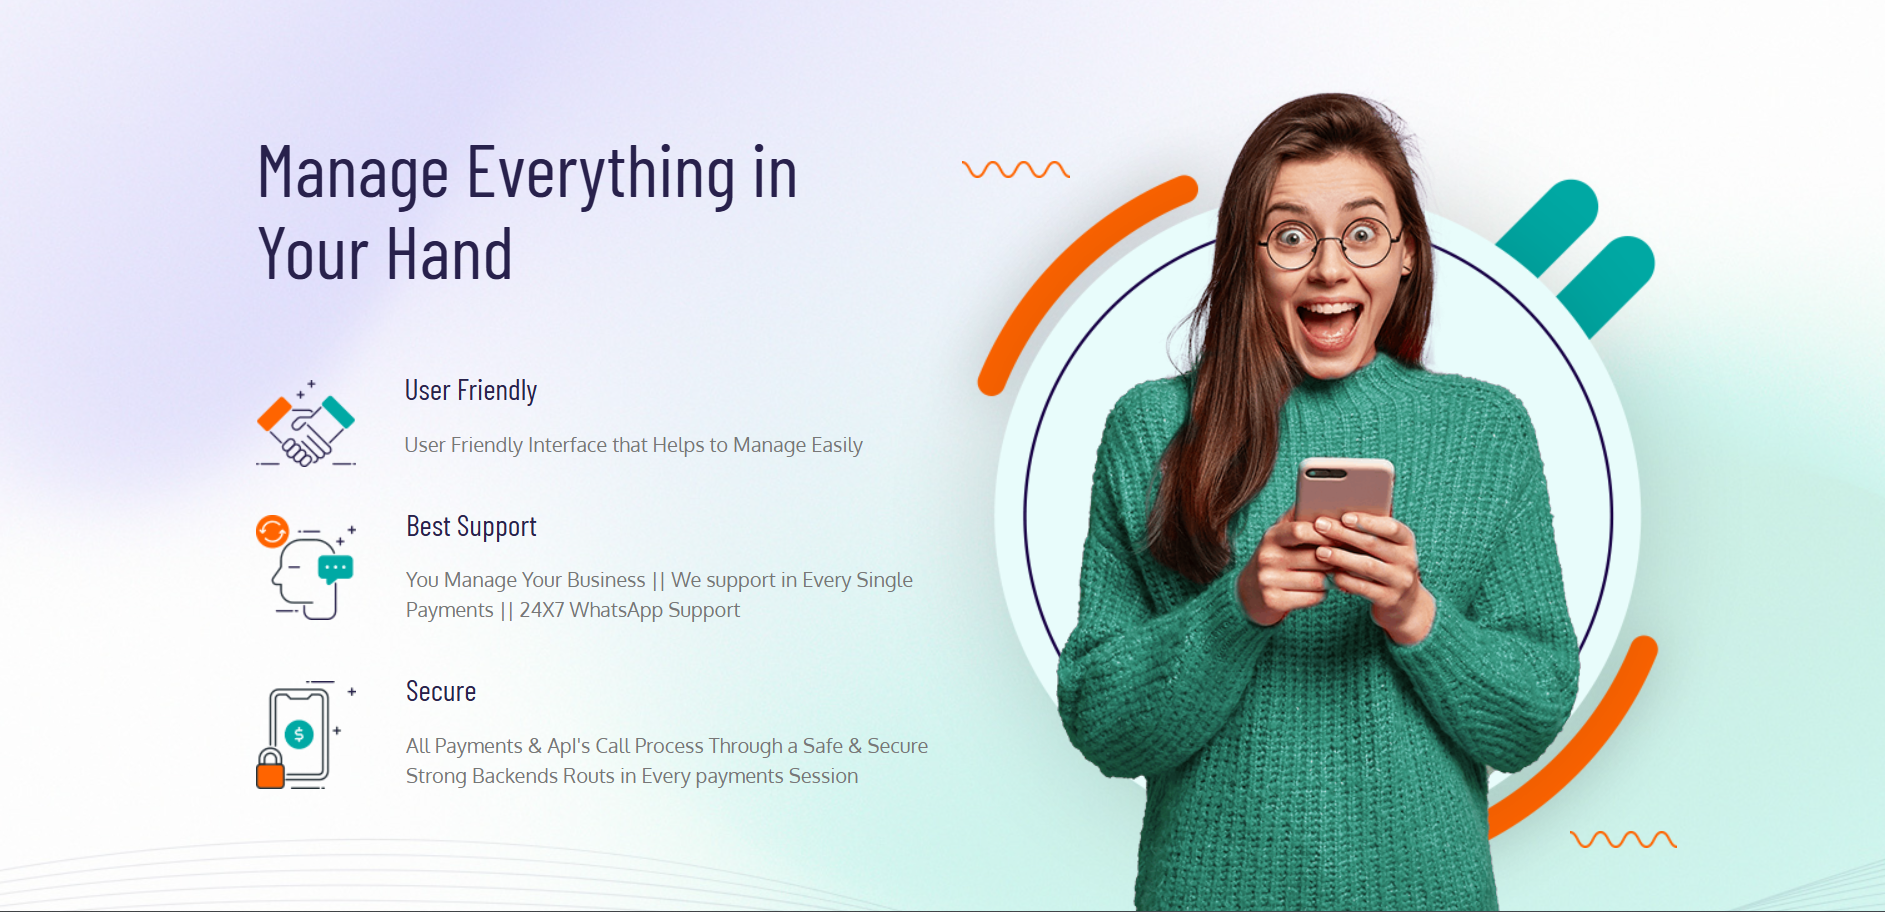 Manage Everything in
Your Hand
User Friendly
User Friendly Interface that Helps to Manage Easily
Best Support
You Manage Your Business || We support in Every Single
Payments || 24X7 WhatsApp Support
Secure
$
All Payments & ApI's Call Process Through a Safe & Secure
Strong Backends Routs in Every payments Session